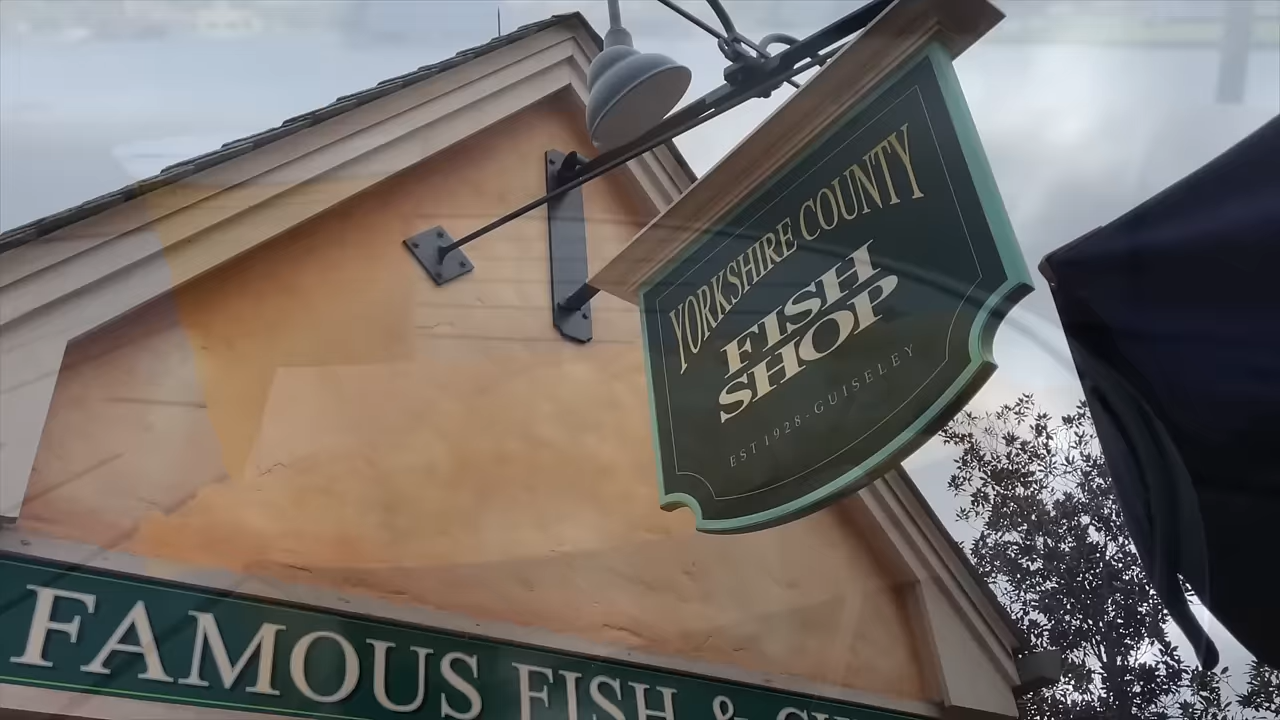 YORKSHIRE COUNTY
FISH
SHOP
EST 1928-GUISELEY
FAMOUS FISH &